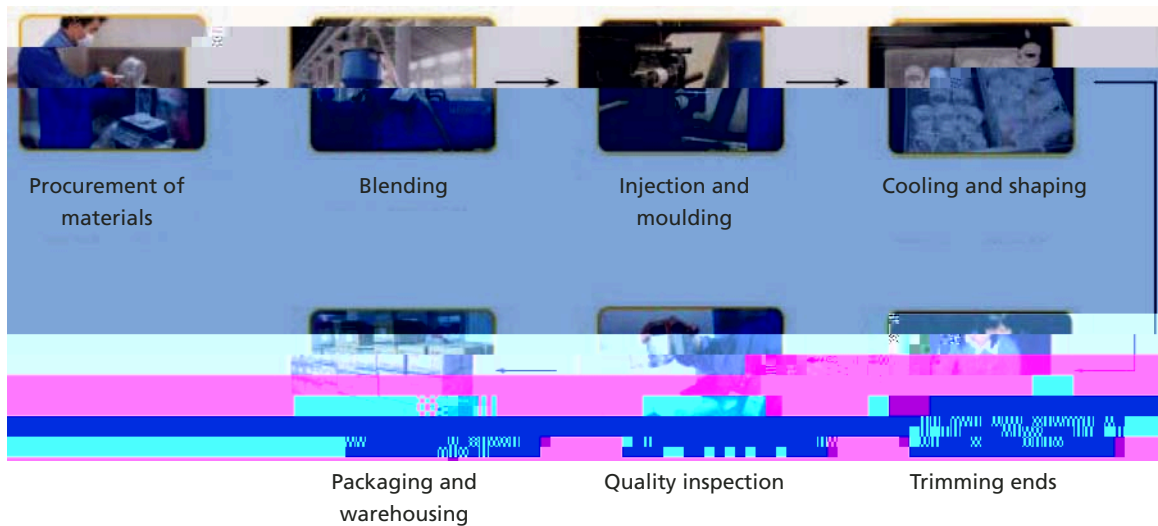 Procurement of
materials
Blending
Injection and
moulding
Cooling and shaping
Packaging and
warehousing
Quality inspection
Trimming ends